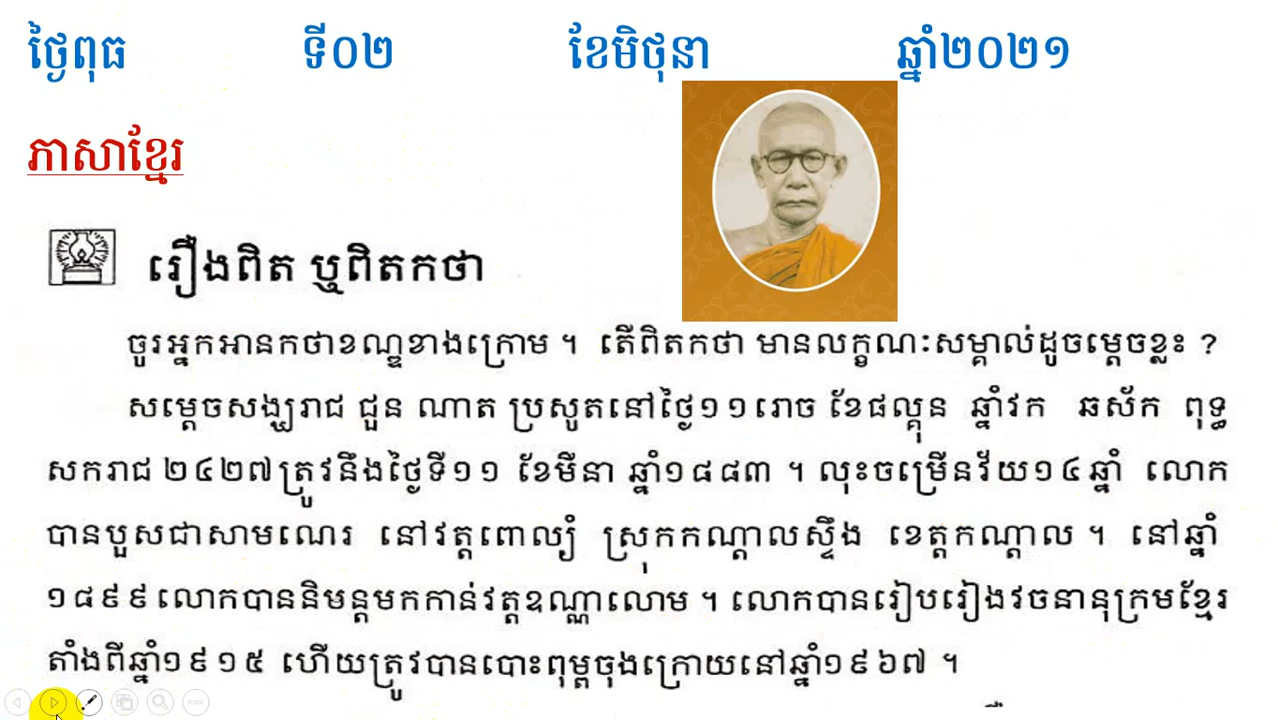 ថ្ងៃពុធ ទី០២ ខែមិថុនា ឆ្នាំ២០២១
ភាសាខ្មែរ
រឿងពិត ឬពិតកថា
ចូរអ្នកអានកថាខណ្ឌខាងក្រោម ។ តើពិតកថា មានលក្ខណៈសម្គាល់ដូចម្ដេចខ្លះ ?
សម្ដេចសង្ឃរាជ ជួន ណាត ប្រសូតនៅថ្ងៃ១១រោច ខែផល្គុន ឆ្នាំវក ឆស័ក ពុទ្ធ
សករាជ ២៤២៧ត្រូវនឹងថ្ងៃទី១១ ខែមីនា ឆ្នាំ១៨៨៣ ។ លុះចម្រើនវ័យ១៤ឆ្នាំ លោក
បានបួសជាសាមណេរ នៅវត្តពោល្យំ ស្រុកកណ្ដាលស្ទឹង ខេត្តកណ្ដាល ។ នៅឆ្នាំ
១៨៩៩លោកបាននិមន្តមកកាន់វត្តឧណ្ណាលោម ។ លោកបានរៀបរៀងវចនានុក្រមខ្មែរ
តាំងពីឆ្នាំ១៩១៥ ហើយត្រូវបានបោះពុម្ពចុងក្រោយនៅឆ្នាំ១៩៦៧ ។